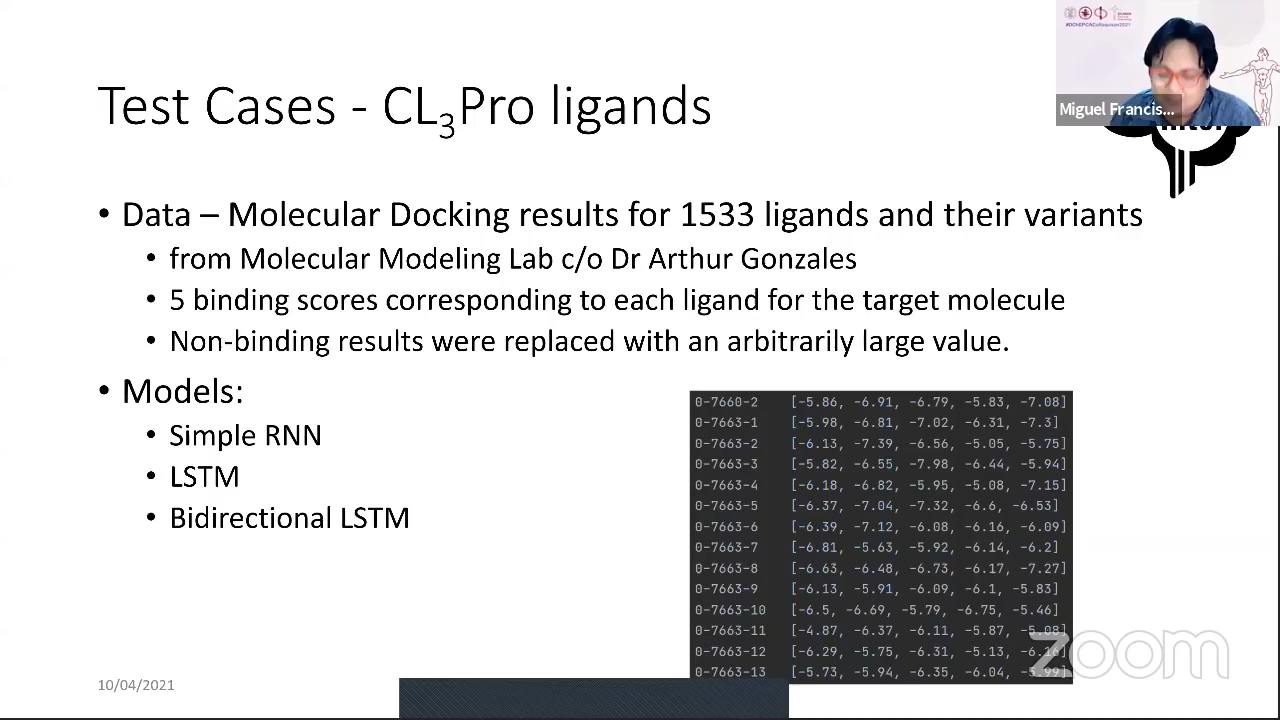 #DChEPCAColloquium2021
Miguel Francis...
Test Cases - CL₃Pro ligands
• Data – Molecular Docking results for 1533 ligands and their variants
• from Molecular Modeling Lab c/o Dr Arthur Gonzales
• 5 binding scores corresponding to each ligand for the target molecule
• Non-binding results were replaced with an arbitrarily large value.
• Models:
• Simple RNN
• LSTM
• Bidirectional LSTM
0-7660-2 [-5.86, -6.91, -6.79, -5.83, -7.08]
0-7663-1 [-5.98, -6.81, -7.02, -6.31, -7.3]
0-7663-2 [-6.13, -7.39, -6.56, -5.05, -5.75]
0-7663-3 [-5.82, -6.55, -7.98, -6.44, -5.94]
0-7663-4 [-6.18, -6.82, -5.95, -5.08, -7.15]
0-7663-5 [-6.37, -7.04, -7.32, -6.6, -6.53]
0-7663-6 [-6.39, -7.12, -6.08, -6.16, -6.09]
0-7663-7 [-6.81, -5.63, -5.92, -6.14, -6.2]
0-7663-8 [-6.63, -6.48, -6.73, -6.17, -7.27]
0-7663-9 [-6.13, -5.91, -6.09, -6.1, -5.83]
0-7663-10 [-6.5, -6.69, -5.79, -6.75, -5.46]
0-7663-11 [-4.87, -6.37, -6.11, -5.87, -5.08]
0-7663-12 [-6.29, -5.75, -6.31, -5.13, -6.16]
0-7663-13 [-5.73, -5.94, -6.35, -6.04, -5.99]
zoom
10/04/2021